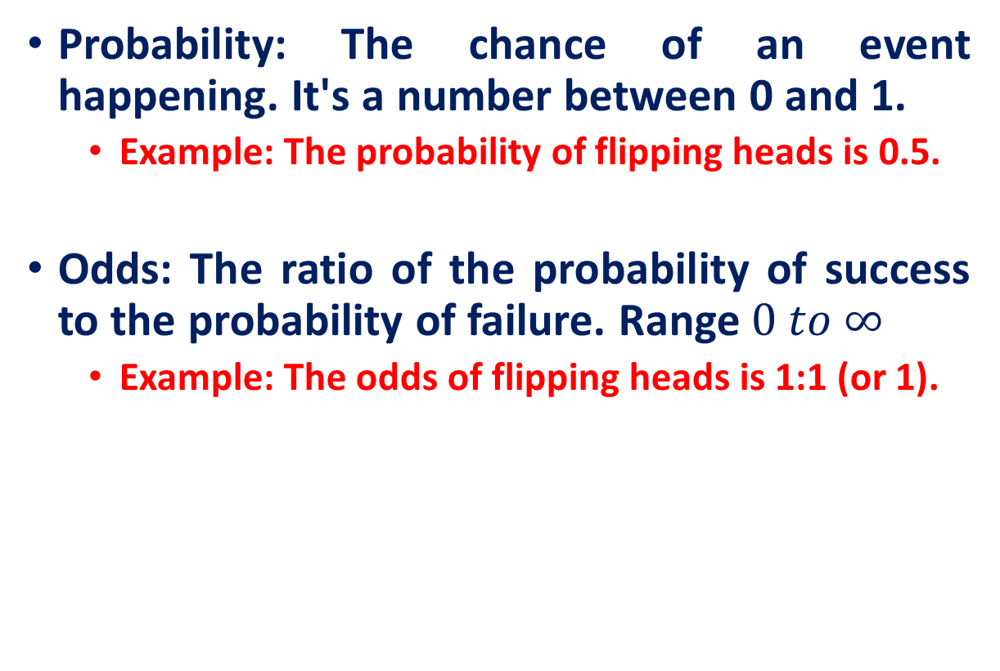 • Probability: The chance of an event
happening. It's a number between 0 and 1.
• Example: The probability of flipping heads is 0.5.
• Odds: The ratio of the probability of success
to the probability of failure. Range 0 to ∞
• Example: The odds of flipping heads is 1:1 (or 1).